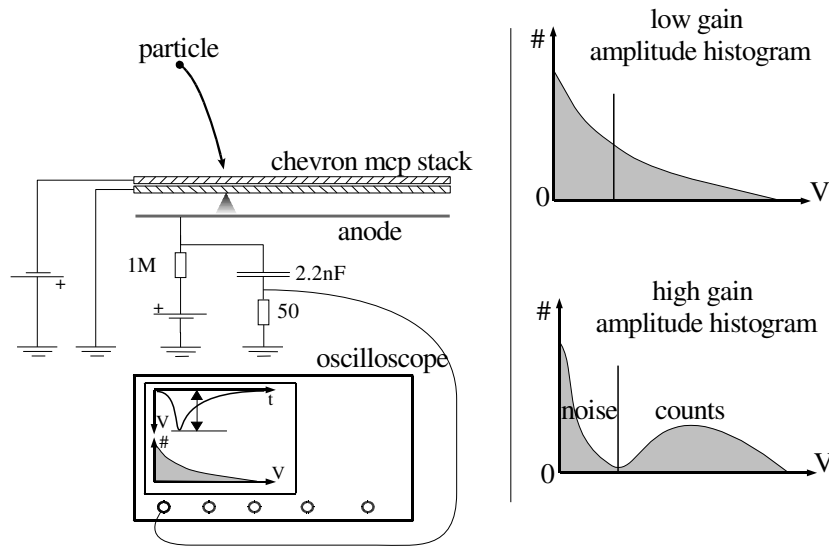 particle
chevron mcp stack
anode
1M
2.2nF
+
+
50
oscilloscope
t
V
#
V
low gain
amplitude histogram
#
0
V
high gain
amplitude histogram
#
noise
counts
0
V